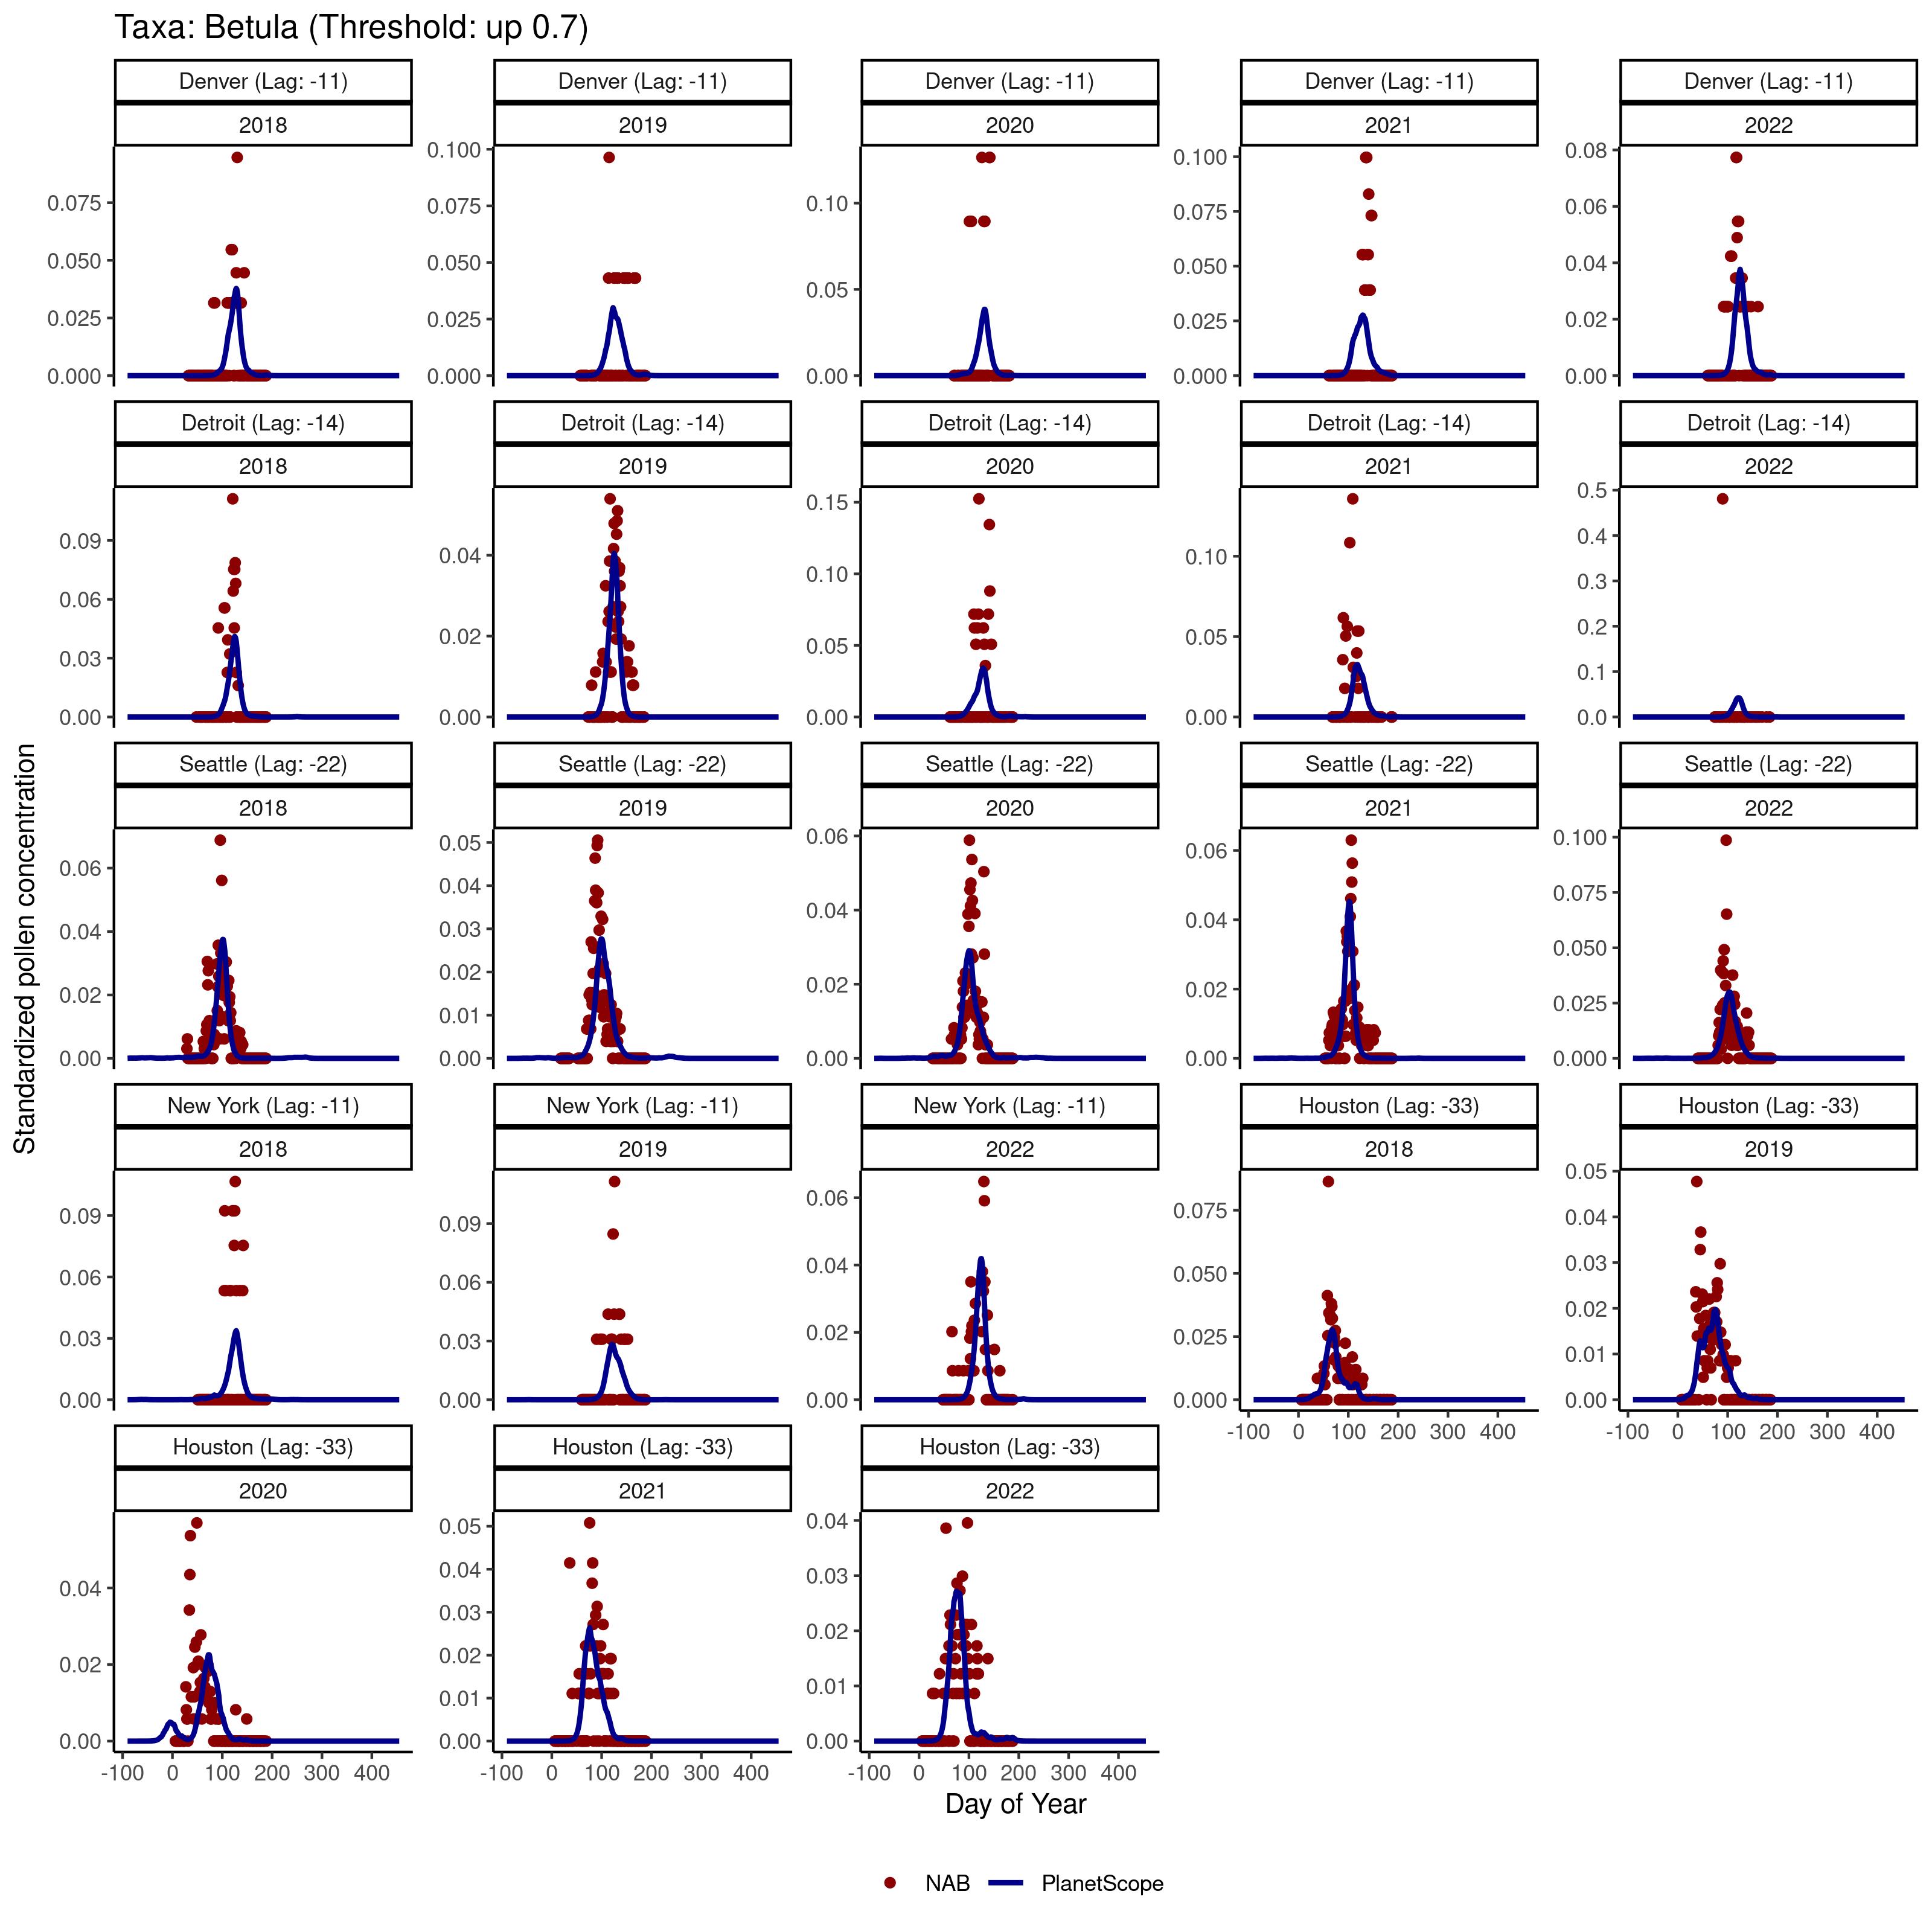 Taxa: Betula (Threshold: up 0.7)
Denver (Lag: -11) Denver (Lag: -11) Denver (Lag: -11) Denver (Lag: -11) Denver (Lag: -11)
2018 2019 2020 2021 2022
0.075 0.050 0.025 0.000
0.100 0.075 0.050 0.025 0.000
0.10 0.05 0.00
0.100 0.075 0.050 0.025 0.000
0.08 0.06 0.04 0.02 0.00
Detroit (Lag: -14) Detroit (Lag: -14) Detroit (Lag: -14) Detroit (Lag: -14) Detroit (Lag: -14)
2018 2019 2020 2021 2022
0.09 0.06 0.03 0.00
0.04 0.02 0.00
0.15 0.10 0.05 0.00
0.10 0.05 0.00
0.5 0.4 0.3 0.2 0.1 0.0
Seattle (Lag: -22) Seattle (Lag: -22) Seattle (Lag: -22) Seattle (Lag: -22) Seattle (Lag: -22)
2018 2019 2020 2021 2022
0.06 0.04 0.02 0.00
0.05 0.04 0.03 0.02 0.01 0.00
0.06 0.04 0.02 0.00
0.06 0.04 0.02 0.00
0.100 0.075 0.050 0.025 0.000
New York (Lag: -11) New York (Lag: -11) New York (Lag: -11) Houston (Lag: -33) Houston (Lag: -33)
2018 2019 2022 2018 2019
0.09 0.06 0.03 0.00
0.09 0.06 0.03 0.00
0.06 0.04 0.02 0.00
0.075 0.050 0.025 0.000
0.05 0.04 0.03 0.02 0.01 0.00
-100 0 100 200 300 400
-100 0 100 200 300 400
Houston (Lag: -33) Houston (Lag: -33) Houston (Lag: -33)
2020 2021 2022
0.04 0.02 0.00
0.05 0.04 0.03 0.02 0.01 0.00
0.04 0.03 0.02 0.01 0.00
-100 0 100 200 300 400
-100 0 100 200 300 400
-100 0 100 200 300 400
Standardized pollen concentration
Day of Year
NAB PlanetScope